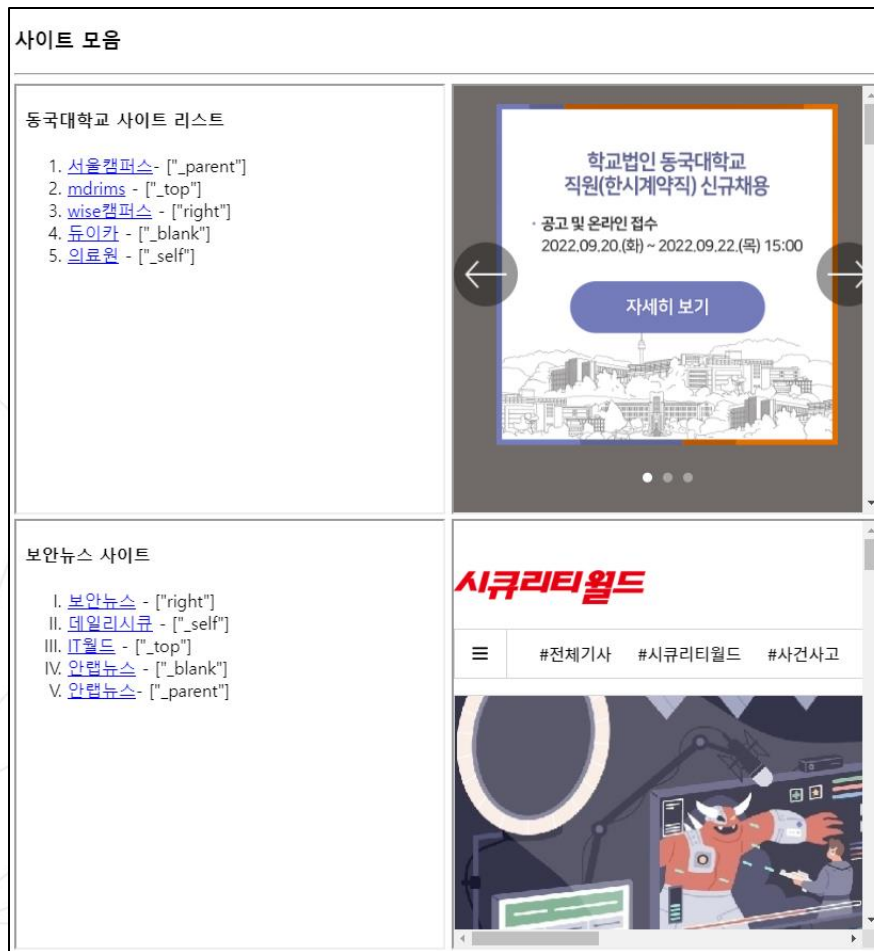 사이트 모음
동국대학교 사이트 리스트
1. 서울캠퍼스- ["_parent"]
2. mdrims - ["_top"]
3. wise캠퍼스 - ["right"]
4. 듀이카 - ["_blank"]
5. 의료원 - ["_self"]
학교법인 동국대학교
직원(한시계약직) 신규채용
· 공고 및 온라인 접수
2022.09.20.(화) ~ 2022.09.22.(목) 15:00
자세히 보기
보안뉴스 사이트
I. 보안뉴스 - ["right"]
II. 데일리시큐 - ["_self"]
III. IT월드 - ["_top"]
IV. 안랩뉴스 - ["_blank"]
V. 안랩뉴스- ["_parent"]
시큐리티월드
#전체기사 #시큐리티월드 #사건사고